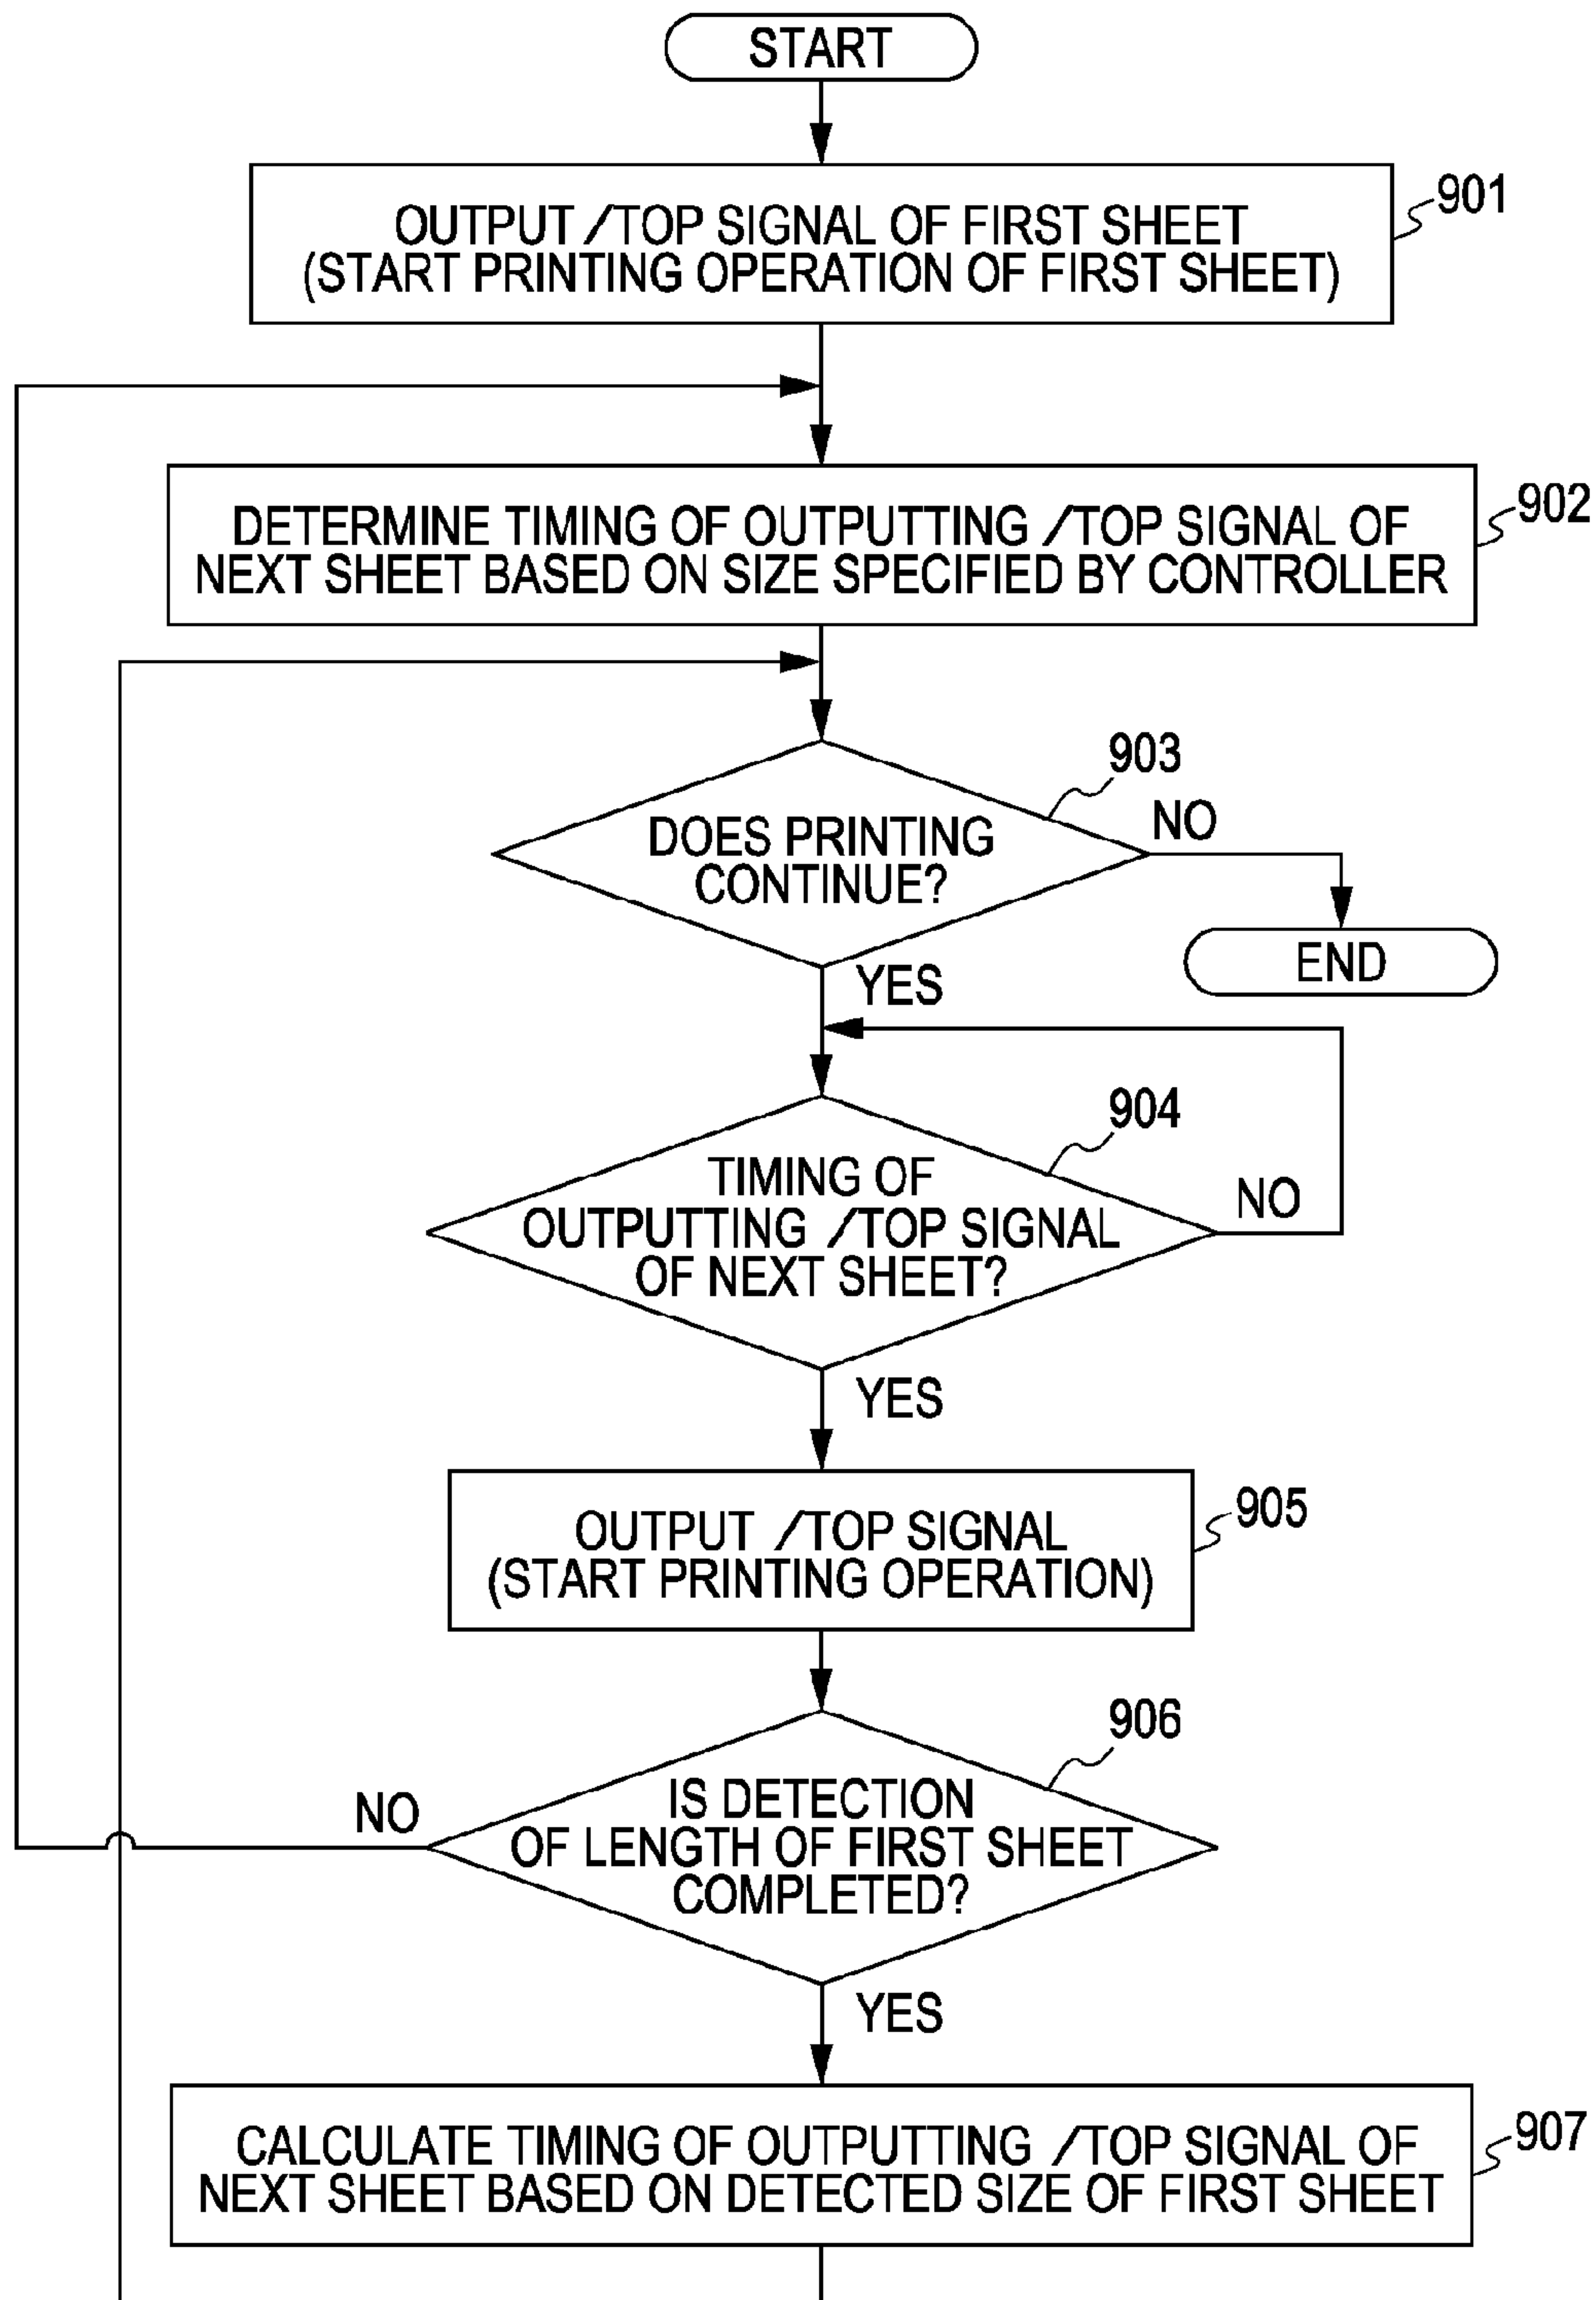 START
OUTPUT /TOP SIGNAL OF FIRST SHEET
(START PRINTING OPERATION OF FIRST SHEET)
901
DETERMINE TIMING OF OUTPUTTING /TOP SIGNAL OF
NEXT SHEET BASED ON SIZE SPECIFIED BY CONTROLLER
902
903
DOES PRINTING
CONTINUE?
NO
END
YES
904
TIMING OF
OUTPUTTING /TOP SIGNAL
OF NEXT SHEET?
NO
YES
OUTPUT /TOP SIGNAL
(START PRINTING OPERATION)
905
906
IS DETECTION
OF LENGTH OF FIRST SHEET
COMPLETED?
NO
YES
CALCULATE TIMING OF OUTPUTTING /TOP SIGNAL OF
NEXT SHEET BASED ON DETECTED SIZE OF FIRST SHEET
907